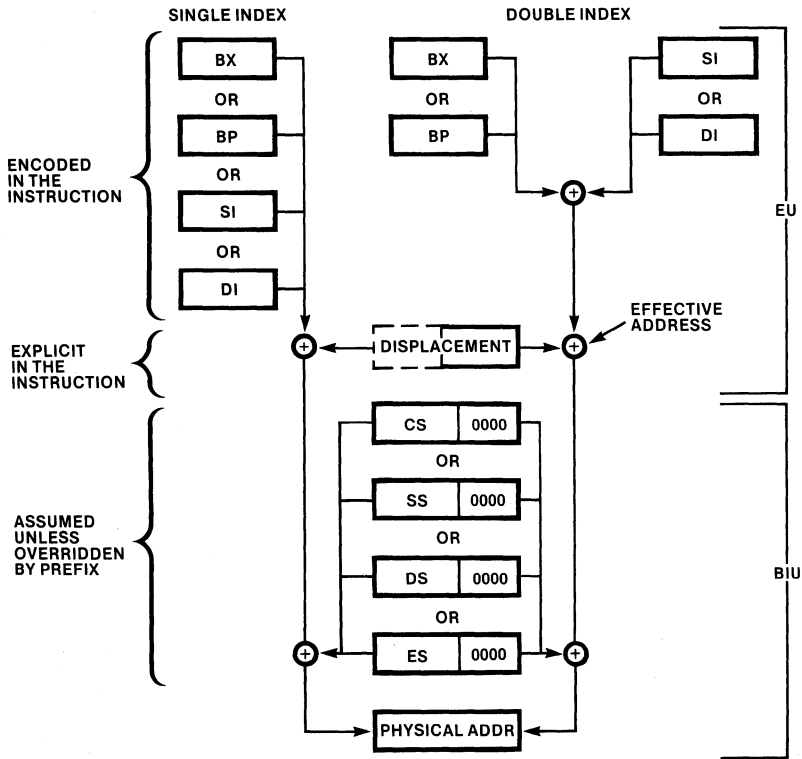 SINGLE INDEX
DOUBLE INDEX
BX
BX
SI
OR
OR
OR
BP
BP
DI
ENCODED
IN THE
INSTRUCTION
OR
SI
EU
OR
DI
EFFECTIVE
ADDRESS
EXPLICIT
IN THE
INSTRUCTION
DISPLACEMENT
CS 0000
OR
SS 0000
ASSUMED
UNLESS
OVERRIDDEN
BY PREFIX
OR
DS 0000
BIU
OR
ES 0000
PHYSICAL ADDR